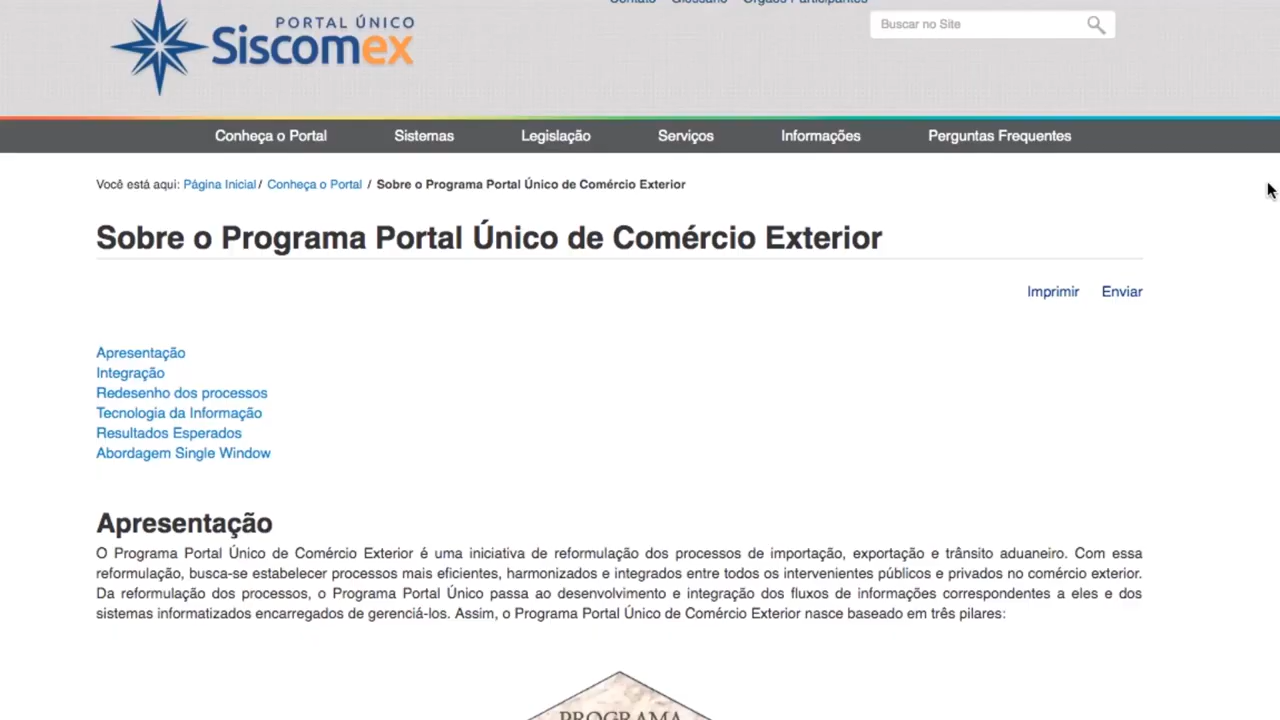 Contato Glossário Órgãos Participantes
PORTAL ÚNICO
Siscomex
Buscar no Site
Conheça o Portal Sistemas Legislação Serviços Informações Perguntas Frequentes
Você está aqui: Página Inicial / Conheça o Portal / Sobre o Programa Portal Único de Comércio Exterior
Sobre o Programa Portal Único de Comércio Exterior
Imprimir Enviar
Apresentação
Integração
Redesenho dos processos
Tecnologia da Informação
Resultados Esperados
Abordagem Single Window
Apresentação
O Programa Portal Único de Comércio Exterior é uma iniciativa de reformulação dos processos de importação, exportação e trânsito aduaneiro. Com essa
reformulação, busca-se estabelecer processos mais eficientes, harmonizados e integrados entre todos os intervenientes públicos e privados no comércio exterior.
Da reformulação dos processos, o Programa Portal Único passa ao desenvolvimento e integração dos fluxos de informações correspondentes a eles e dos
sistemas informatizados encarregados de gerenciá-los. Assim, o Programa Portal Único de Comércio Exterior nasce baseado em três pilares:
PROGRAMA